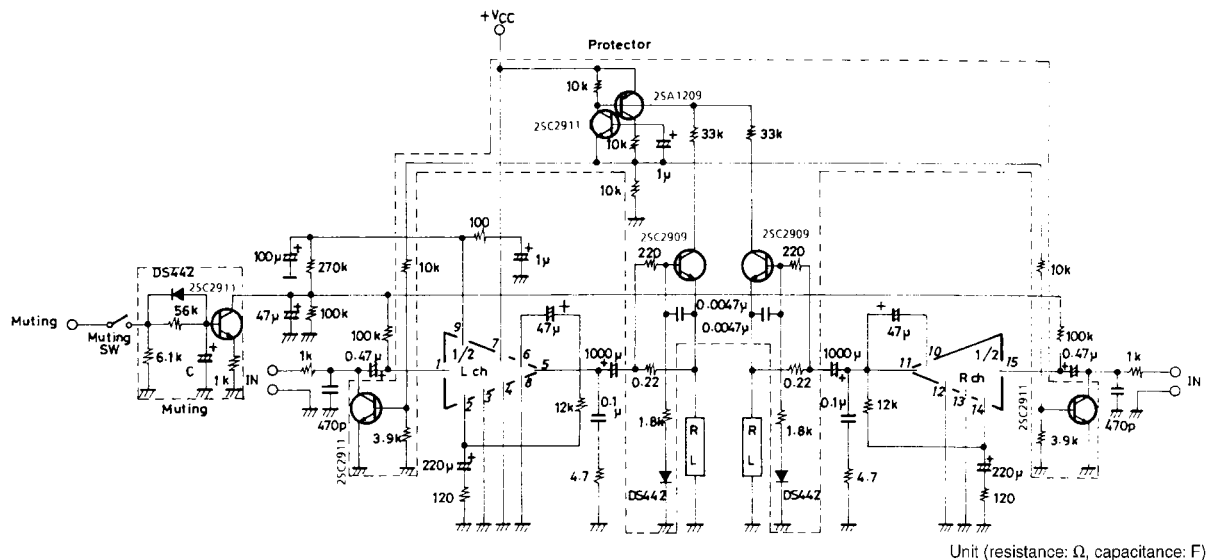 +VCC
Protector
10k
2SA1209
2SC2911
10k
1μ
33k
33k
10k
100
2SC2909
2SC2909
220
220
100μ
270k
10k
1μ
10k
DS442
2SC2911
56k
47μ
100k
100k
0.0047μ
0.0047μ
47μ
47μ
100k
Muting
Muting SW
6.1k
C
1k
Muting
IN
1k
0.47μ
470p
2SC2911
3.9k
1
9
7
1/2
L ch
6
5
8
2
3
4
1000μ
0.22
0.1μ
12k
1.8k
4.7
220μ
120
DS442
R L
R L
0.22
1.8k
DS442
1000μ
0.1μ
12k
4.7
11
10
1/2
R ch
15
12
13
14
0.47μ
1k
IN
470p
2SC2911
3.9k
220μ
120
Unit (resistance: Ω, capacitance: F)